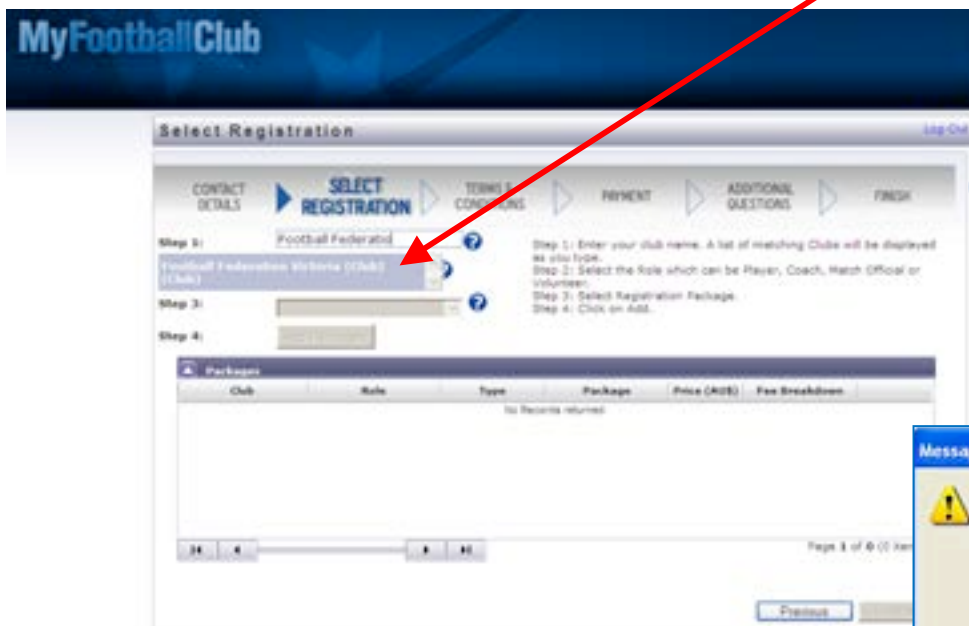 MyFootballClub
Select Registration
Log Out
CONTACT DETAILS
SELECT REGISTRATION
TERMS & CONDITIONS
PAYMENT
ADDITIONAL QUESTIONS
FINISH
Step 1:
Football Federatio
Football Federation Victoria (Club)
(Club)
Step 3:
Step 4:
Step 1: Enter your club name. A list of matching Clubs will be displayed
as you type.
Step 2: Select the Role which can be Player, Coach, Match Official or
Volunteer.
Step 3: Select Registration Package.
Step 4: Click on Add.
Packages
Club
Role
Type
Package
Price (AU$)
Fee Breakdown
No Records returned
Page 1 of 0 (0
Previous
Messa